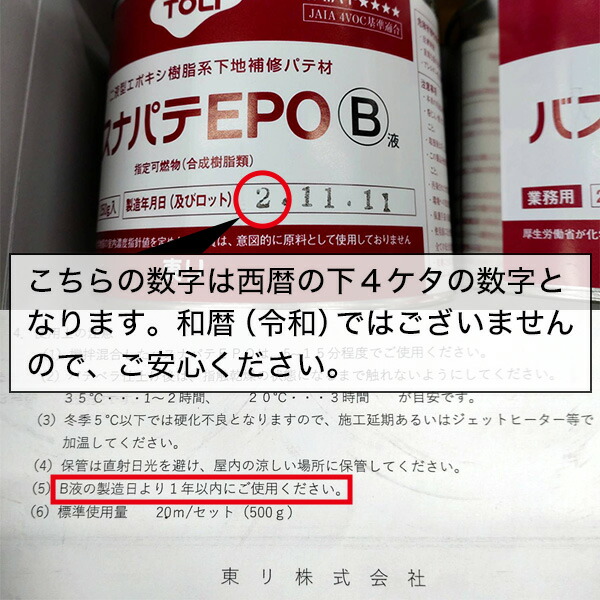 TOLI
JAIA 4VOC基準適合
二液型エポキシ樹脂系下地補修パテ材
スナパテEPO B液
指定可燃物(合成樹脂類)
製造年月日(及びロット) 2.11.11
は、意図的に原料として使用しておりません
東リ
バス
業務用
厚生労働省が化
こちらの数字は西暦の下４ケタの数字と
なります。和暦（令和）ではございません
ので、ご安心ください。
35℃・・・1～2時間、 20℃・・・3時間 が目安です。
(3) 冬季5℃以下では硬化不良となりますので、施工延期あるいはジェットヒーター等で
加温してください。
(4) 保管は直射日光を避け、屋内の涼しい場所に保管してください。
(5) B液の製造日より１年以内にご使用ください。
(6) 標準使用量 20m/セット（500ｇ）
東リ株式会社